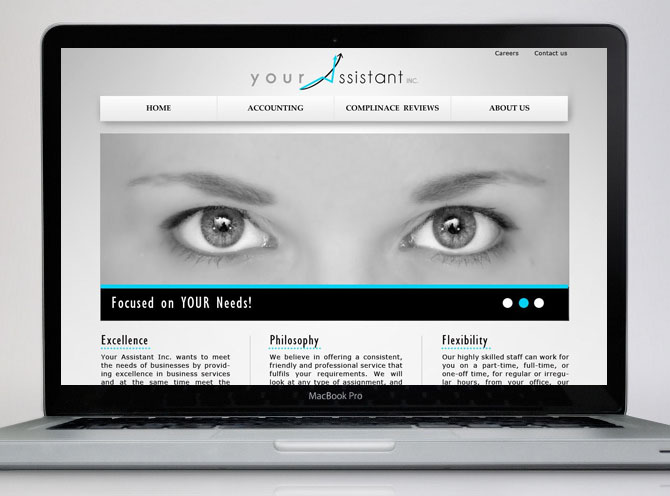 Careers Contact us
your Assistant INC.
HOME ACCOUNTING COMPLINACE REVIEWS ABOUT US
Focused on YOUR Needs!
Excellence
Your Assistant Inc. wants to meet
the needs of businesses by provid-
ing excellence in business services
and at the same time meet the
Philosophy
We believe in offering a consistent,
friendly and professional service that
fulfils your requirements. We will
look at any type of assignment, and
Flexibility
Our highly skilled staff can work for
you on a part-time, full-time, or
one-off time, for regular or irregu-
lar hours, from your office, our
MacBook Pro